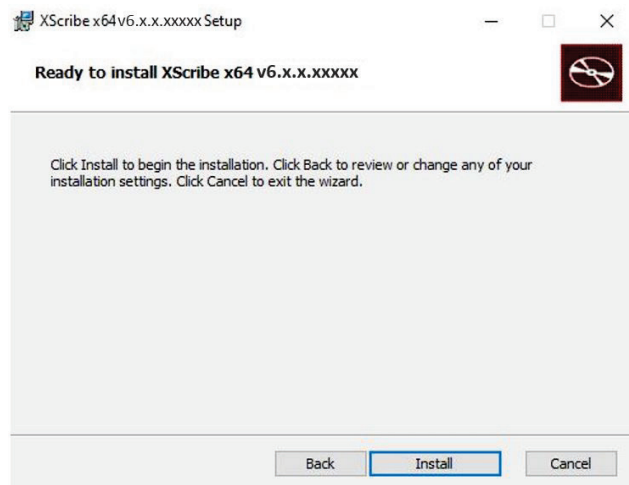 XScribe x64 v6.x.x.xxxxx Setup
Ready to install XScribe x64 v6.x.x.xxxxx
Click Install to begin the installation. Click Back to review or change any of your
installation settings. Click Cancel to exit the wizard.
Back Install Cancel